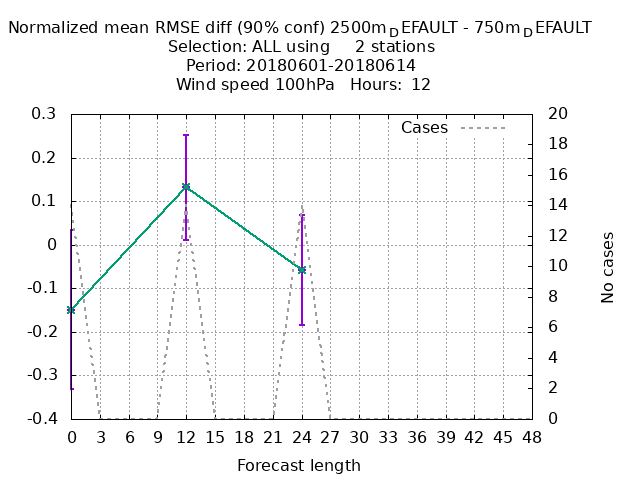 Normalized mean RMSE diff (90% conf) 2500m_DEFAULT - 750m_DEFAULT
Selection: ALL using     2 stations
Period: 20180601-20180614
Wind speed 100hPa   Hours: 12
Cases
0.3
0.2
0.1
0
-0.1
-0.2
-0.3
-0.4
20
18
16
14
12
10
8
6
4
2
0
No cases
0 3 6 9 12 15 18 21 24 27 30 33 36 39 42 45 48
Forecast length